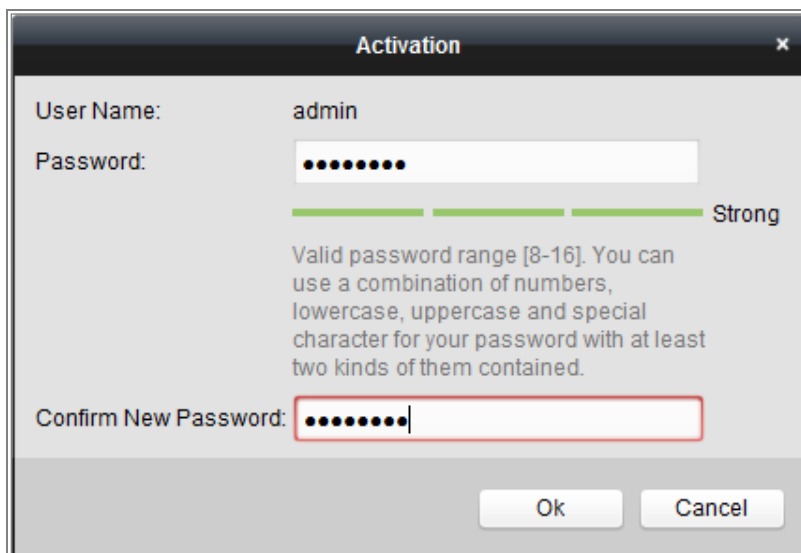 Activation ×
User Name: admin
Password: ●●●●●●●●
Strong
Valid password range [8-16]. You can
use a combination of numbers,
lowercase, uppercase and special
character for your password with at least
two kinds of them contained.
Confirm New Password: ●●●●●●●●
Ok Cancel